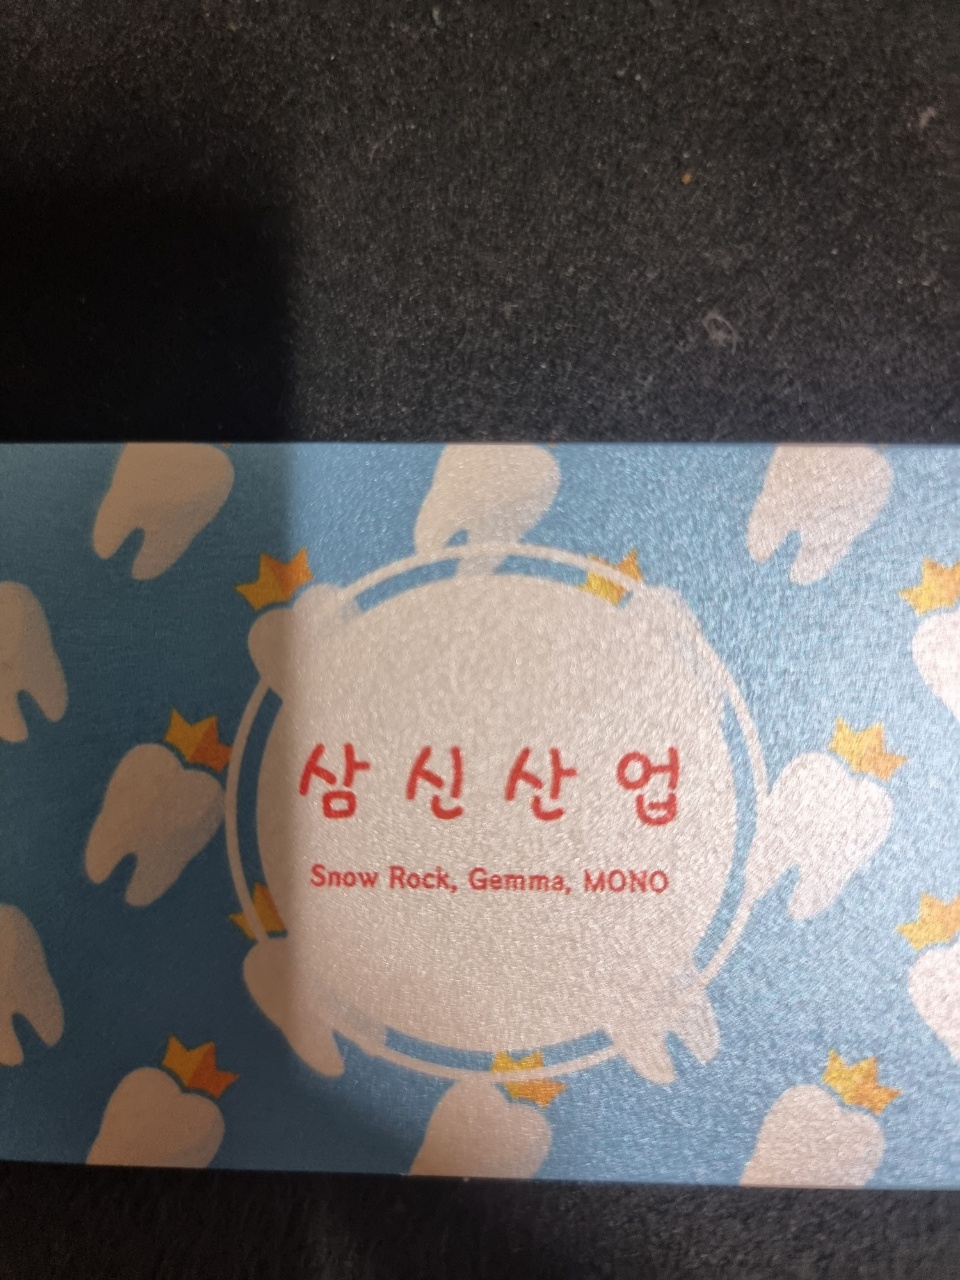 삼신산업
Snow Rock, Gemma, MONO